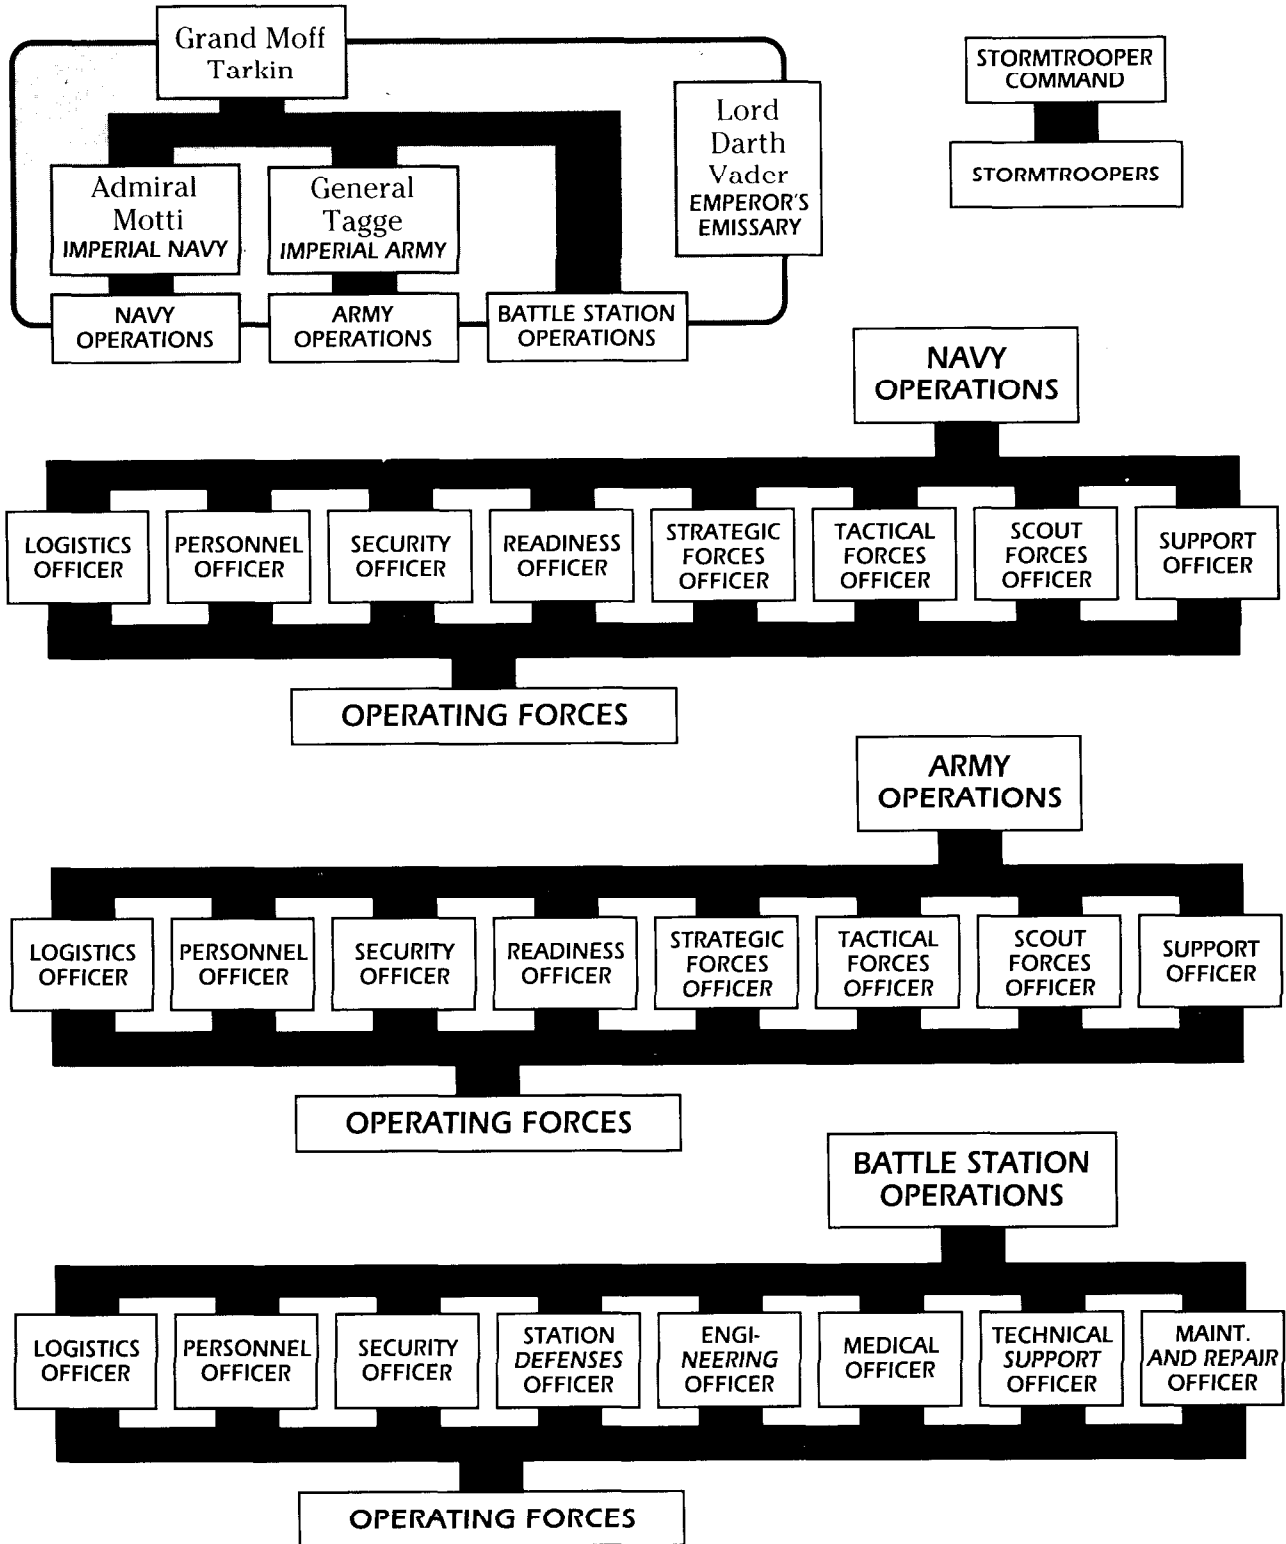 Grand Moff
Tarkin
STORMTROOPER
COMMAND
STORMTROOPERS
Lord
Darth
Vader
EMPEROR'S
EMISSARY
Admiral
Motti
IMPERIAL NAVY
General
Tagge
IMPERIAL ARMY
NAVY
OPERATIONS
ARMY
OPERATIONS
BATTLE STATION
OPERATIONS
NAVY
OPERATIONS
LOGISTICS
OFFICER
PERSONNEL
OFFICER
SECURITY
OFFICER
READINESS
OFFICER
STRATEGIC
FORCES
OFFICER
TACTICAL
FORCES
OFFICER
SCOUT
FORCES
OFFICER
SUPPORT
OFFICER
OPERATING FORCES
ARMY
OPERATIONS
LOGISTICS
OFFICER
PERSONNEL
OFFICER
SECURITY
OFFICER
READINESS
OFFICER
STRATEGIC
FORCES
OFFICER
TACTICAL
FORCES
OFFICER
SCOUT
FORCES
OFFICER
SUPPORT
OFFICER
OPERATING FORCES
BATTLE STATION
OPERATIONS
LOGISTICS
OFFICER
PERSONNEL
OFFICER
SECURITY
OFFICER
STATION
DEFENSES
OFFICER
ENGI-
NEERING
OFFICER
MEDICAL
OFFICER
TECHNICAL
SUPPORT
OFFICER
MAINT.
AND REPAIR
OFFICER
OPERATING FORCES